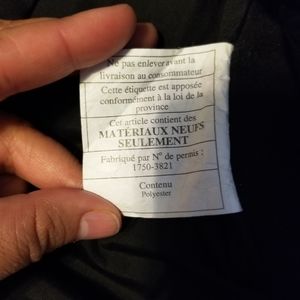 Ne pas enlever avant la
livraison au consommateur
Cette étiquette est apposée
conformément à la loi de la
province
Cet article contient des
MATÉRIAUX NEUFS
SEULEMENT
Fabriqué par N° de permis :
1750-3821
Contenu
Polyester